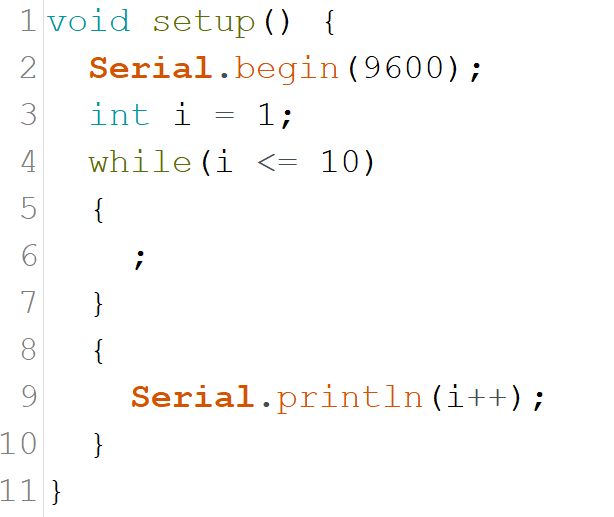 1 void setup() {
2   Serial.begin(9600);
3   int i = 1;
4   while(i <= 10)
5   {
6     ;
7   }
8   {
9     Serial.println(i++);
10   }
11 }